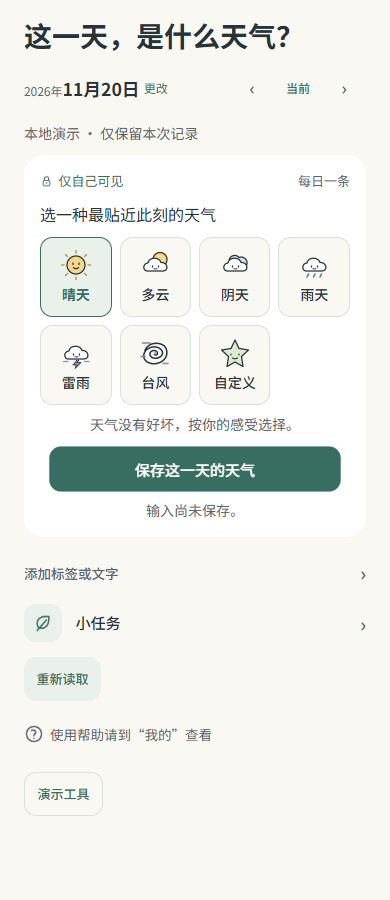 这一天，是什么天气？
2026年11月20日 更改 ‹ 当前 ›
本地演示 · 仅保留本次记录
仅自己可见 每日一条
选一种最贴近此刻的天气
晴天 多云 阴天 雨天
雷雨 台风 自定义
天气没有好坏，按你的感受选择。
保存这一天的天气
输入尚未保存。
添加标签或文字 ›
小任务 ›
重新读取
使用帮助请到“我的”查看
演示工具